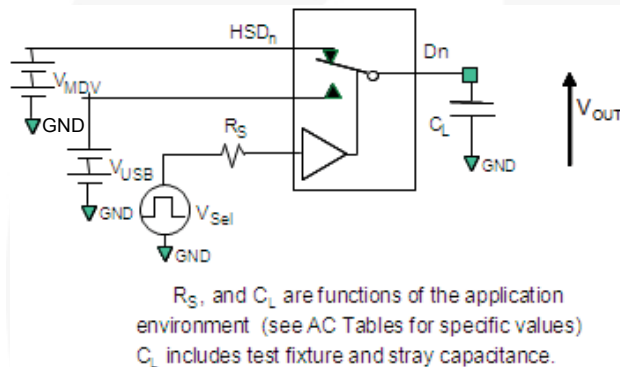 HSDn
Dn
VMDV
GND
RS
CL
VOUT
VUSB
GND
GND
VSel
GND
RS, and CL are functions of the application
environment (see AC Tables for specific values)
CL includes test fixture and stray capacitance.